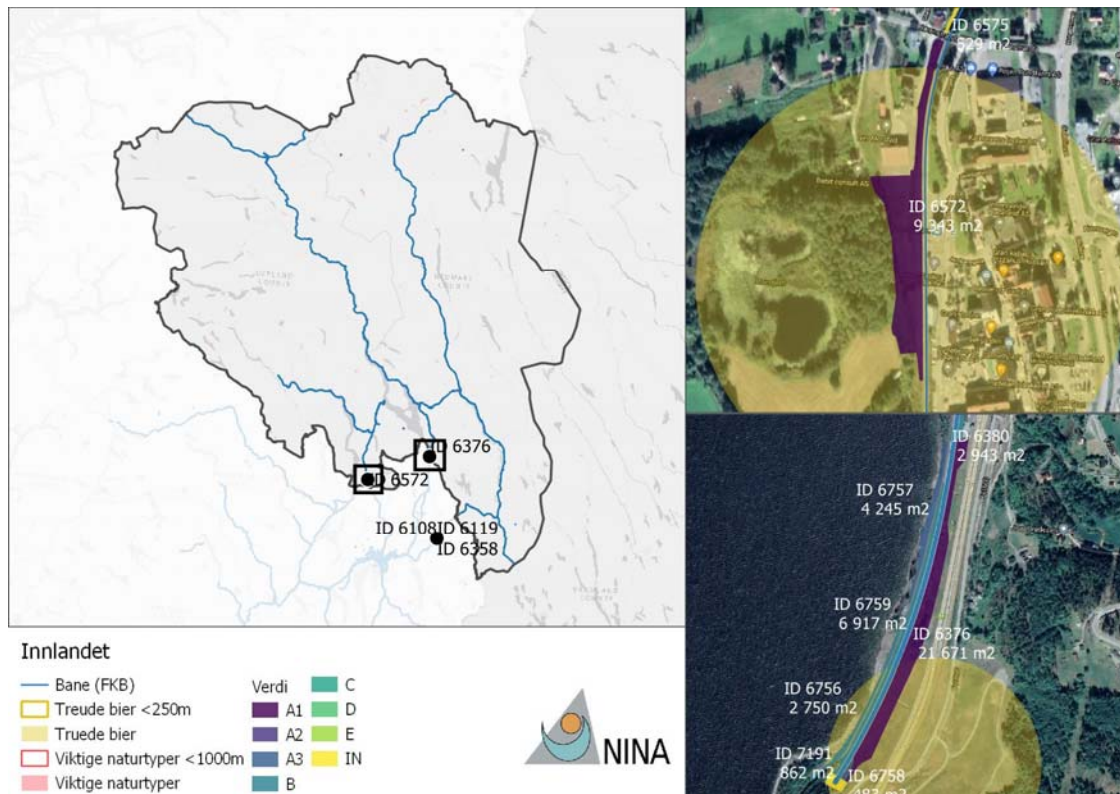 ID 6376
ID 6572
ID 6108
ID 6119
ID 6358
Innlandet
Bane (FKB)
Treude bier <250m
Truede bier
Viktige naturtyper <1000m
Viktige naturtyper
Verdi
A1
A2
A3
B
C
D
E
IN
NINA
ID 6575
529 m2
ID 6572
9 343 m2
ID 6380
2 943 m2
ID 6757
4 245 m2
ID 6759
6 917 m2
ID 6376
21 671 m2
ID 6756
2 750 m2
ID 7191
862 m2
ID 6758
483 m2